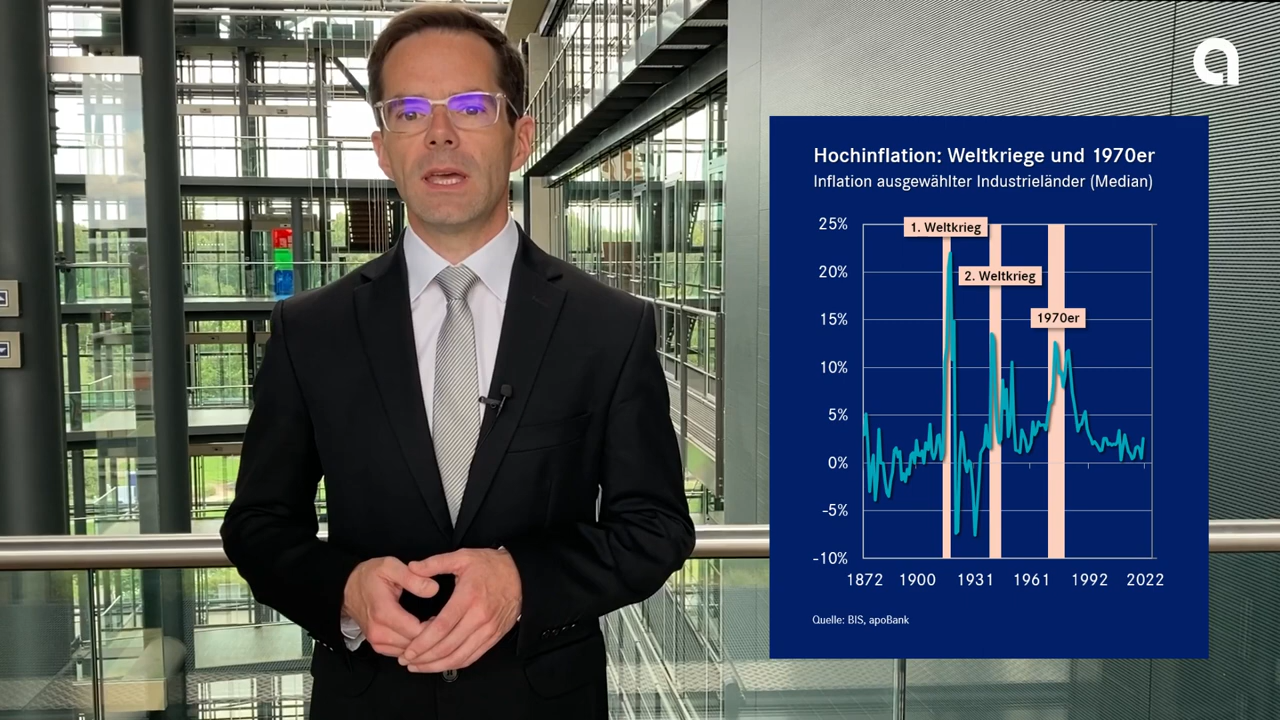 Hochinflation: Weltkriege und 1970er
Inflation ausgewählter Industrieländer (Median)
25%
1. Weltkrieg
20%
2. Weltkrieg
15%
1970er
10%
5%
0%
-5%
-10%
1872 1900 1931 1961 1992 2022
Quelle: BIS, apoBank